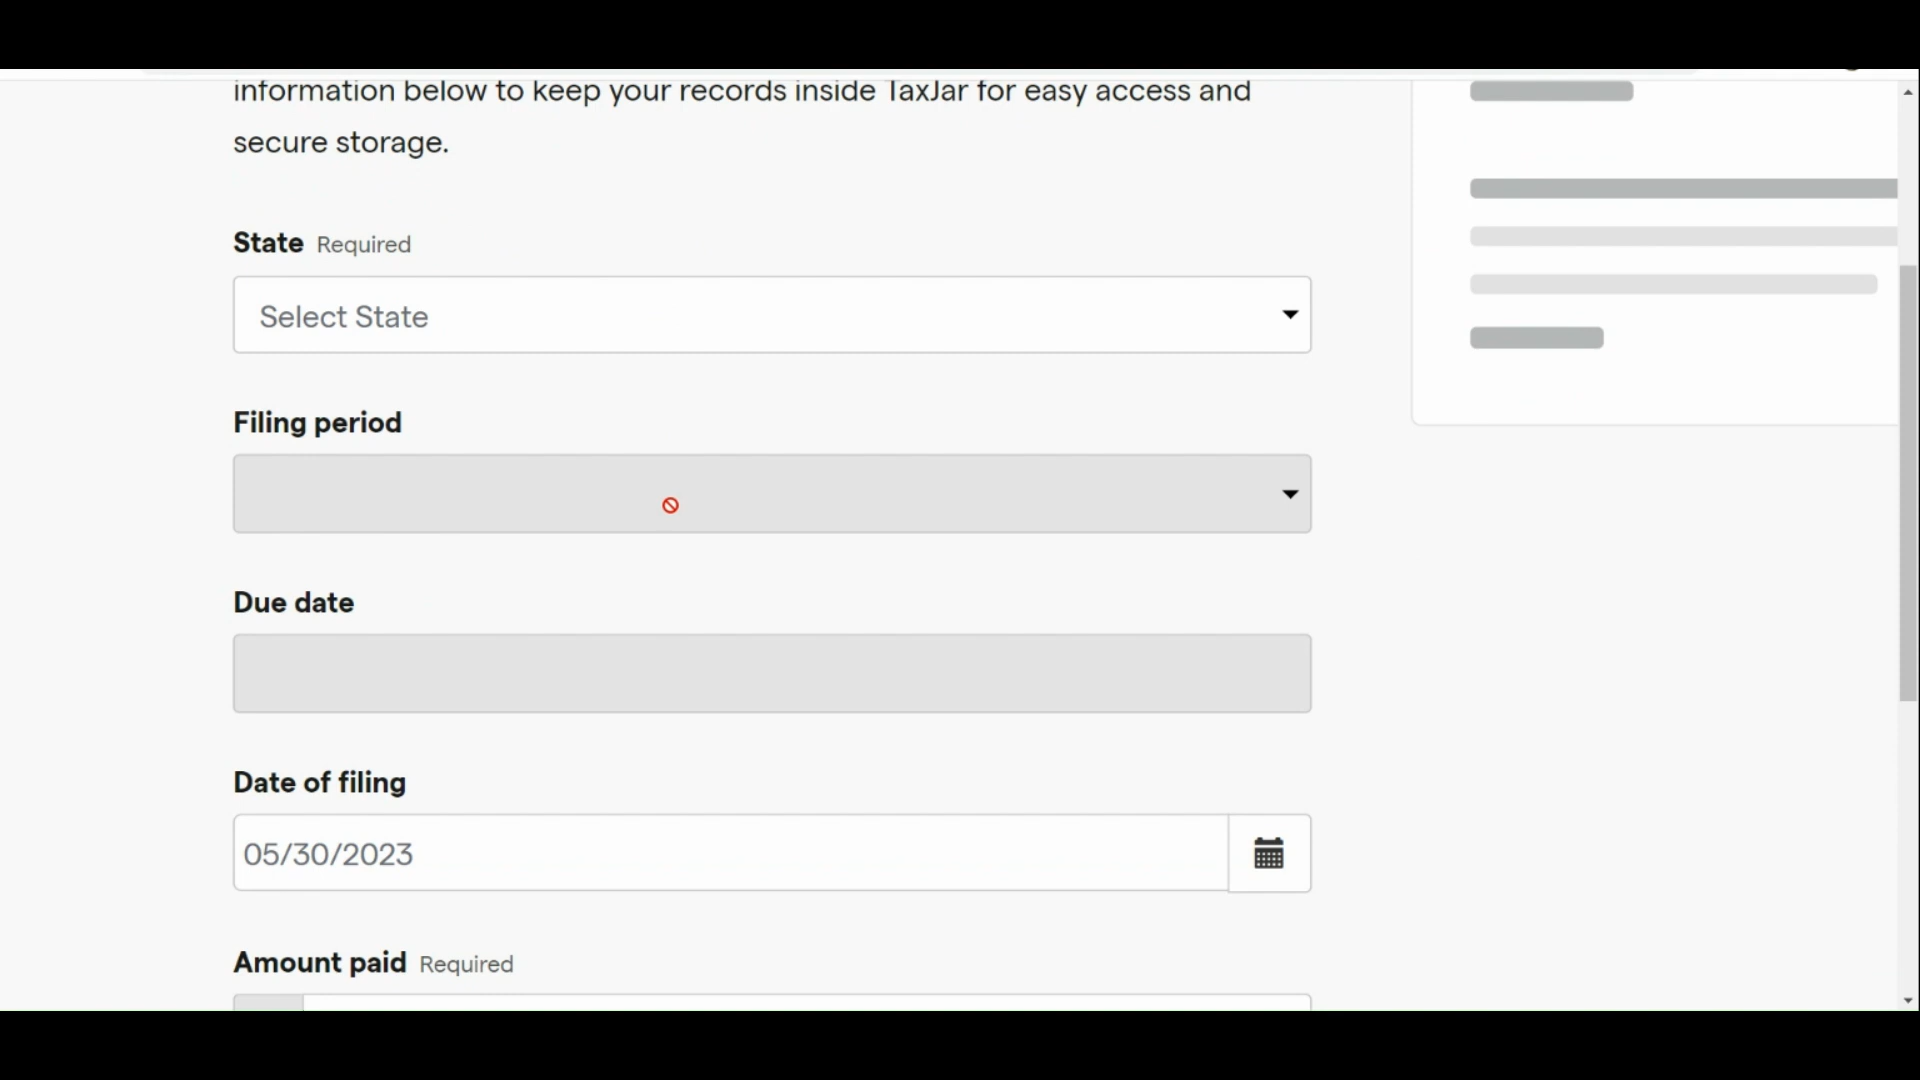 information below to keep your records inside TaxJar for easy access and
secure storage.
State Required
Select State
Filing period
Due date
Date of filing
05/30/2023
Amount paid Required